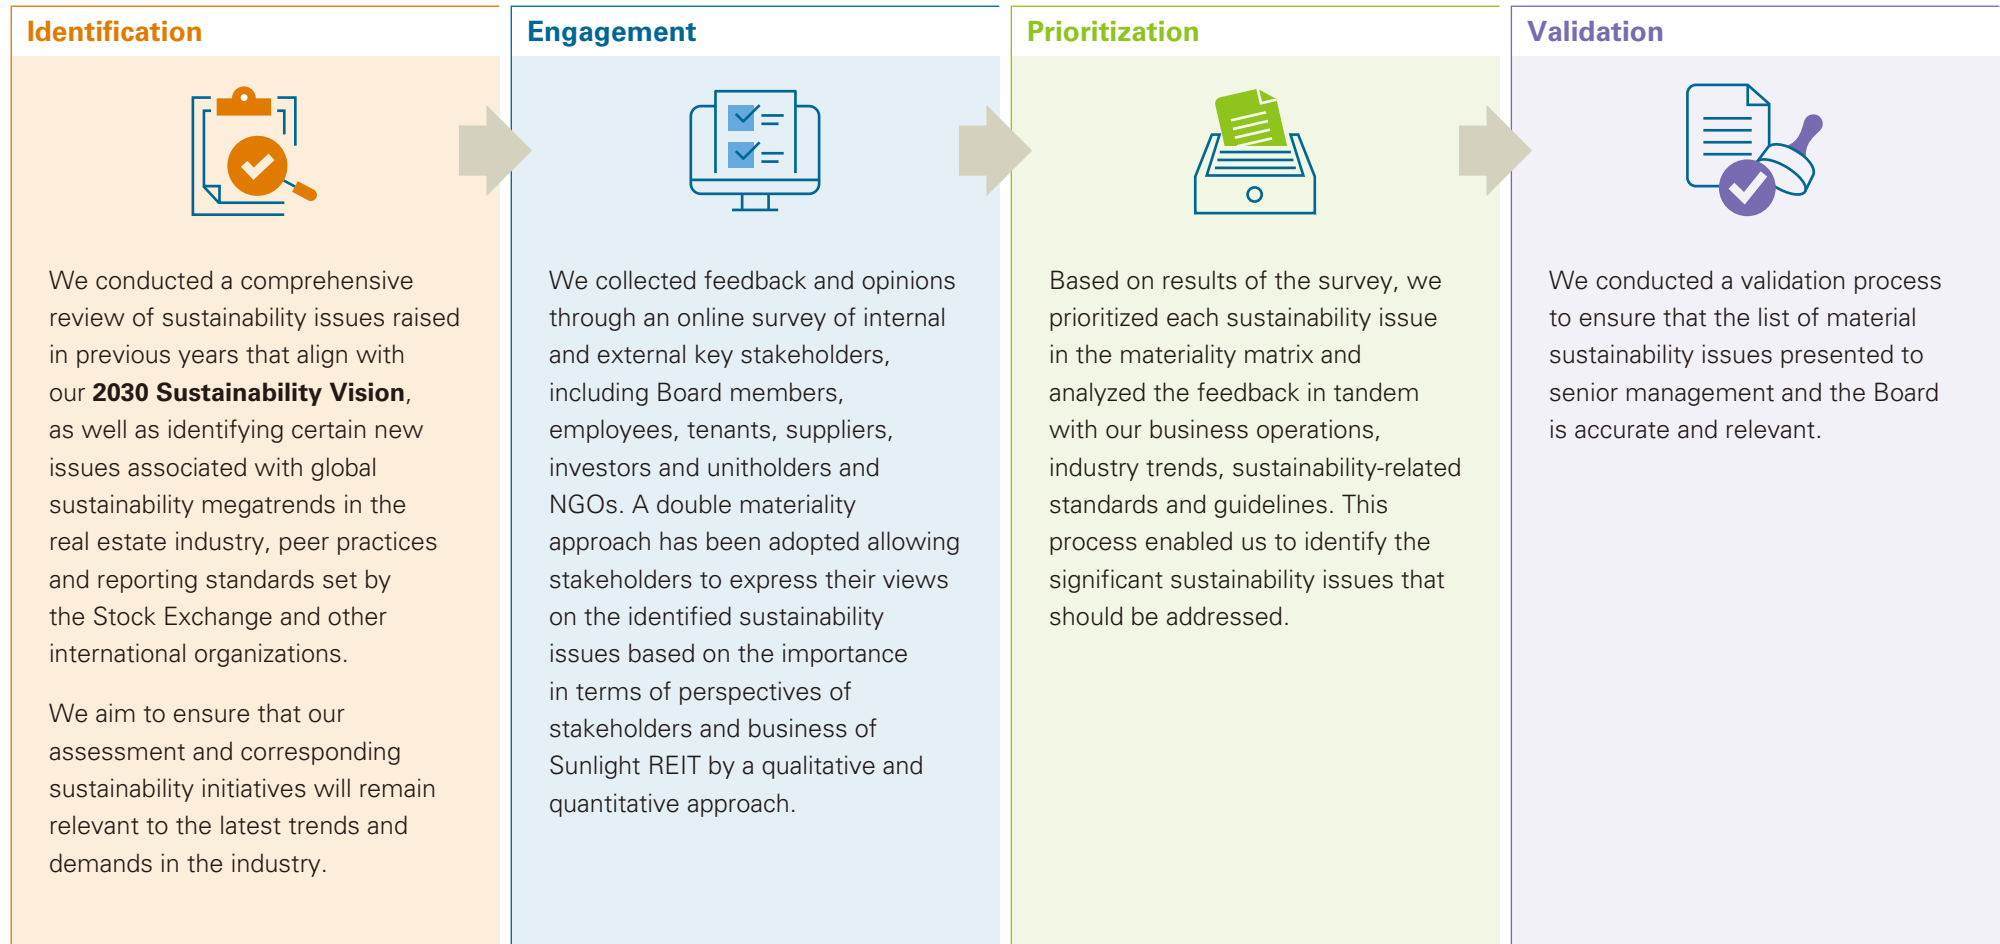 Identification
We conducted a comprehensive
review of sustainability issues raised
in previous years that align with
our 2030 Sustainability Vision,
as well as identifying certain new
issues associated with global
sustainability megatrends in the
real estate industry, peer practices
and reporting standards set by
the Stock Exchange and other
international organizations.
We aim to ensure that our
assessment and corresponding
sustainability initiatives will remain
relevant to the latest trends and
demands in the industry.
Engagement
We collected feedback and opinions
through an online survey of internal
and external key stakeholders,
including Board members,
employees, tenants, suppliers,
investors and unitholders and
NGOs. A double materiality
approach has been adopted allowing
stakeholders to express their views
on the identified sustainability
issues based on the importance
in terms of perspectives of
stakeholders and business of
Sunlight REIT by a qualitative and
quantitative approach.
Prioritization
Based on results of the survey, we
prioritized each sustainability issue
in the materiality matrix and
analyzed the feedback in tandem
with our business operations,
industry trends, sustainability-related
standards and guidelines. This
process enabled us to identify the
significant sustainability issues that
should be addressed.
Validation
We conducted a validation process
to ensure that the list of material
sustainability issues presented to
senior management and the Board
is accurate and relevant.